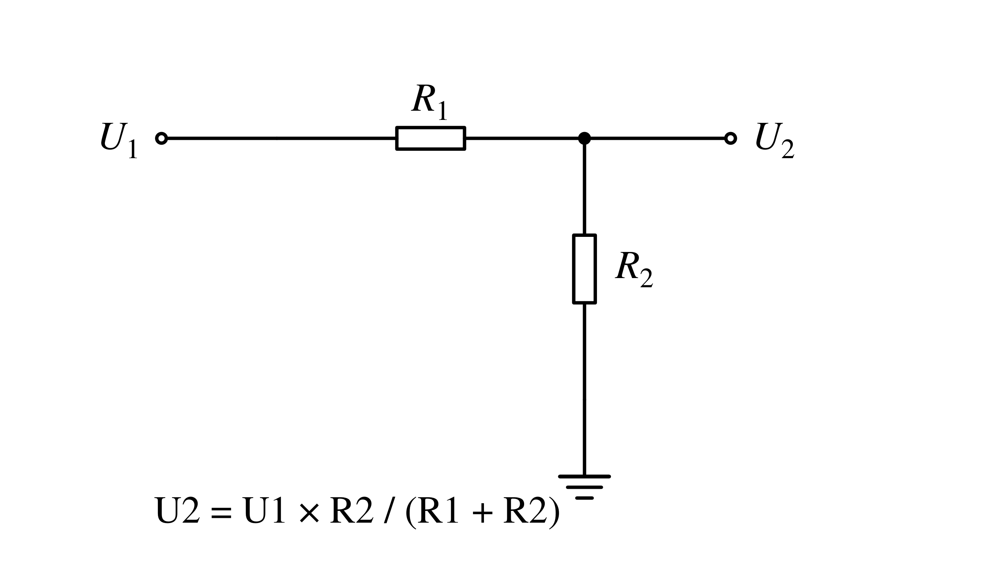 R1
U1
U2
R2
U2 = U1 × R2 / (R1 + R2)